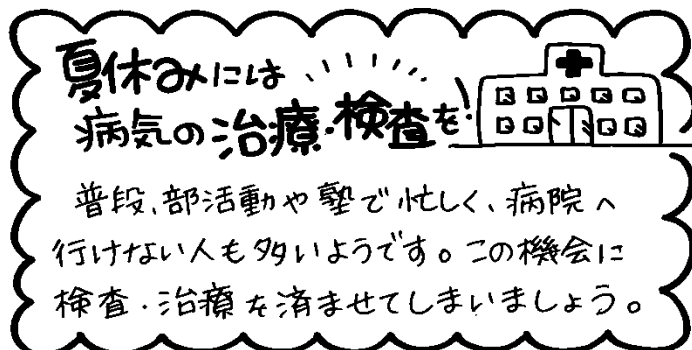 夏休みには
病気の治療・検査を!
普段、部活動や塾で忙しく、病院へ
行けない人も多いようです。この機会に
検査・治療を済ませてしまいましょう。